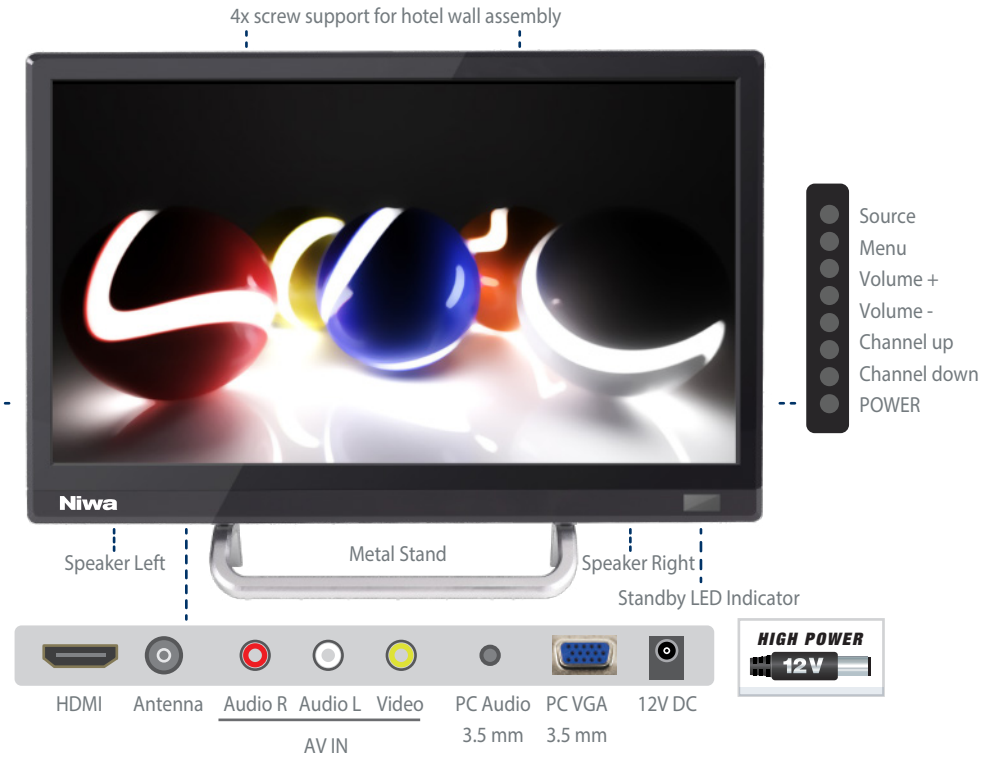 4x screw support for hotel wall assembly
Source
Menu
Volume +
Volume -
Channel up
Channel down
POWER
Niwa
Speaker Left
Metal Stand
Speaker Right
Standby LED Indicator
HIGH POWER
12V
HDMI
Antenna
Audio R
Audio L
Video
PC Audio
PC VGA
12V DC
AV IN
3.5 mm
3.5 mm